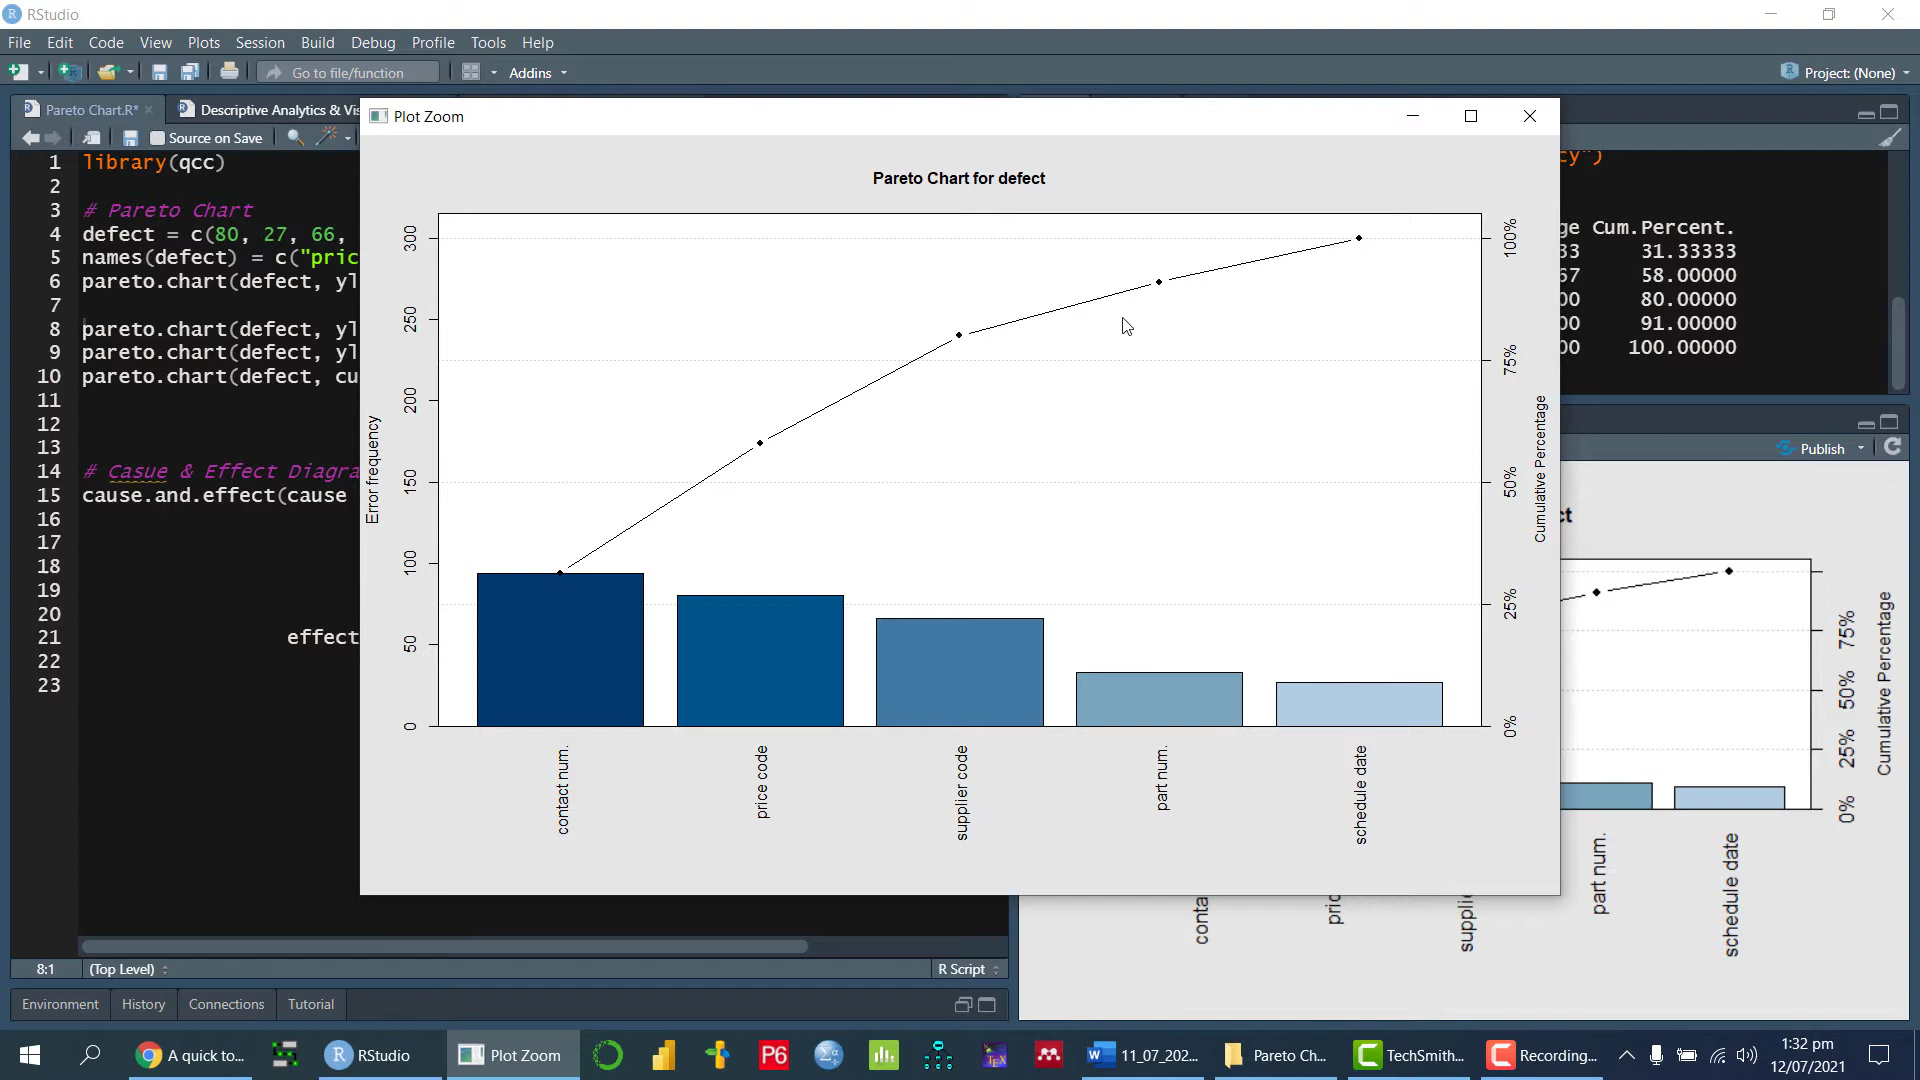 RStudio
File Edit Code View Plots Session Build Debug Profile Tools Help
Go to file/function Addins Project: (None)
Pareto Chart.R* Descriptive Analytics & Vis
Source on Save
Plot Zoom
1 library(qcc)
2
3 # Pareto Chart
4 defect = c(80, 27, 66,
5 names(defect) = c("pric
6 pareto.chart(defect, yl
7
8 pareto.chart(defect, yl
9 pareto.chart(defect, yl
10 pareto.chart(defect, cu
11
12
13
14 # Casue & Effect Diagra
15 cause.and.effect(cause
16
17
18
19
20
21 effect
22
23
8:1 (Top Level) R Script
Environment History Connections Tutorial
Pareto Chart for defect
Error frequency
0 50 100 150 200 250 300
0% 25% 50% 75% 100%
Cumulative Percentage
contact num.
price code
supplier code
part num.
schedule date
cy")
ge Cum.Percent.
33 31.33333
67 58.00000
00 80.00000
00 91.00000
00 100.00000
Publish
ct
0% 25% 50% 75%
Cumulative Percentage
conta
pric
supplie
part num.
schedule date
A quick to... RStudio Plot Zoom P6 11_07_202... Pareto Ch... TechSmith... Recording...
1:32 pm
12/07/2021